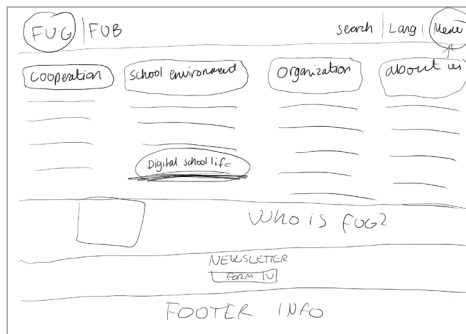 FUG | FUB search | Lang | Menu
Cooperation School environment Organization about us
Digital school life
WHO iS FUG?
NEWSLETTER
FORM
FOOTER INFO